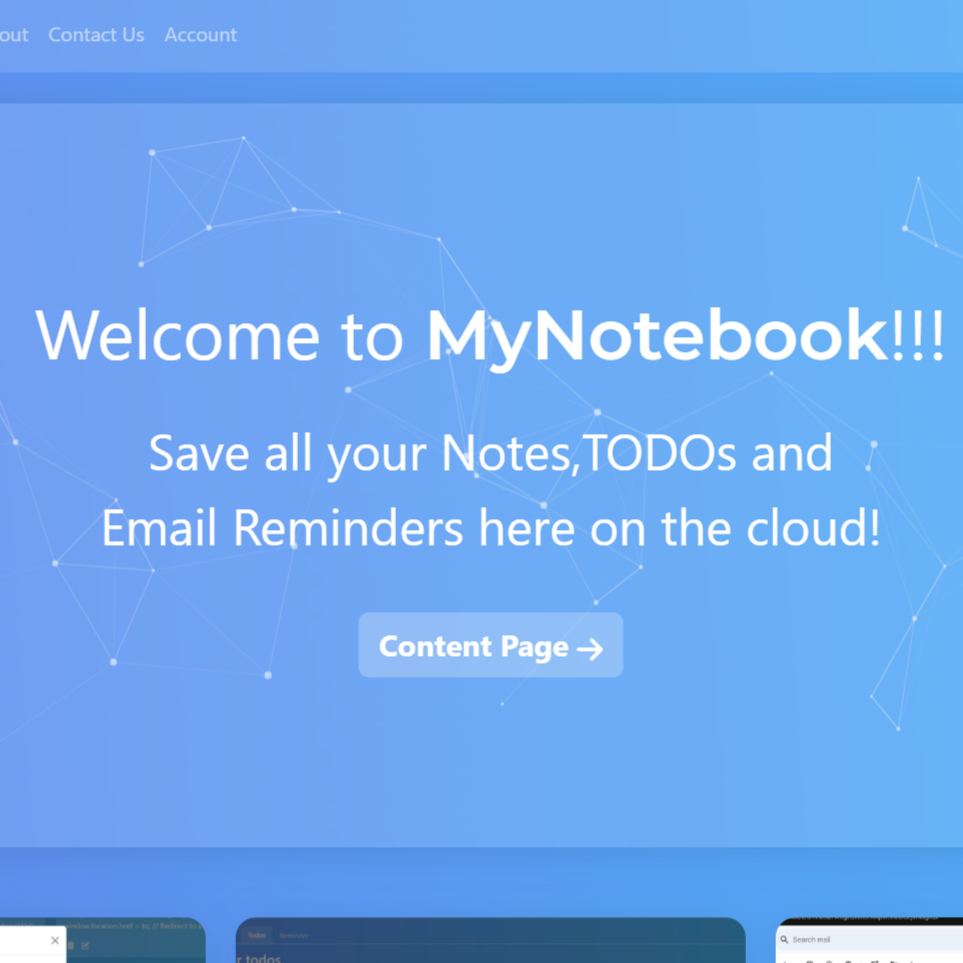 out Contact Us Account
Welcome to MyNotebook!!!
Save all your Notes,TODOs and
Email Reminders here on the cloud!
Content Page →
window.location.href = to; // Redirect to
Todos Reminder
r todos
Search mail